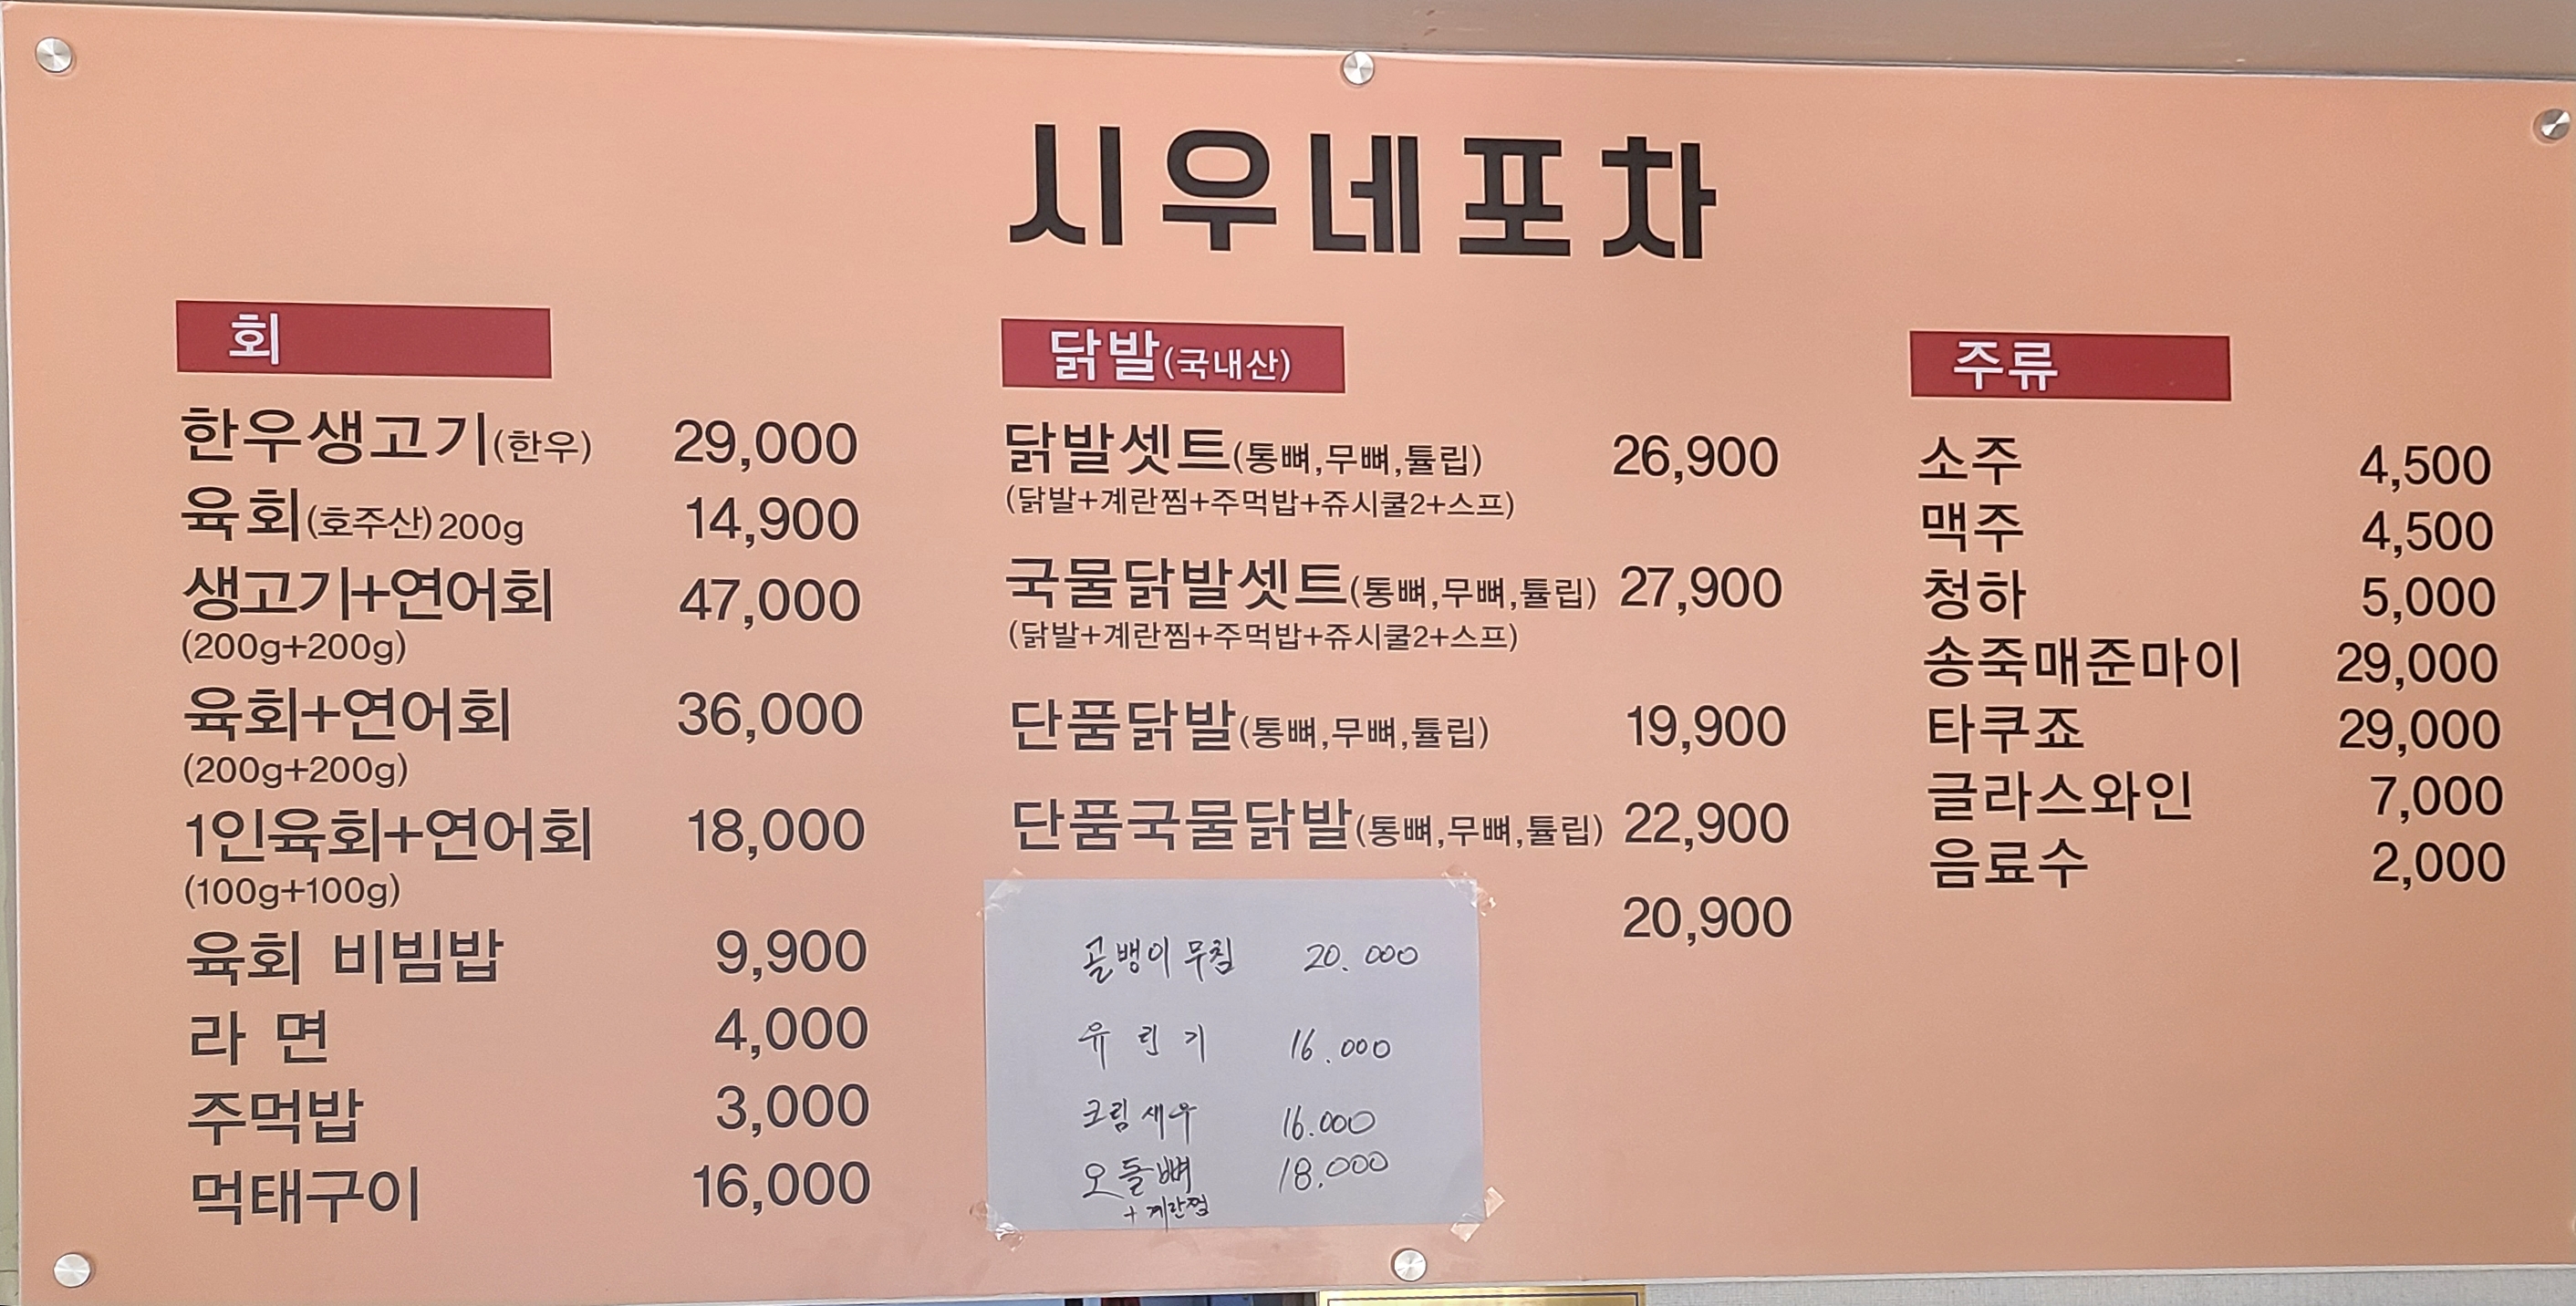 시우네포차
회
한우생고기(한우) 29,000
육회(호주산)200g 14,900
생고기+연어회 47,000
(200g+200g)
육회+연어회 36,000
(200g+200g)
1인육회+연어회 18,000
(100g+100g)
육회 비빔밥 9,900
라 면 4,000
주먹밥 3,000
먹태구이 16,000
닭발(국내산)
닭발셋트(통뼈,무뼈,튤립) 26,900
(닭발+계란찜+주먹밥+쥬시쿨2+스프)
국물닭발셋트(통뼈,무뼈,튤립) 27,900
(닭발+계란찜+주먹밥+쥬시쿨2+스프)
단품닭발(통뼈,무뼈,튤립) 19,900
단품국물닭발(통뼈,무뼈,튤립) 22,900
20,900
골뱅이무침 20.000
유린기 16.000
크림새우 16.000
오돌뼈 18.000
+계란찜
주류
소주 4,500
맥주 4,500
청하 5,000
송죽매준마이 29,000
타쿠죠 29,000
글라스와인 7,000
음료수 2,000